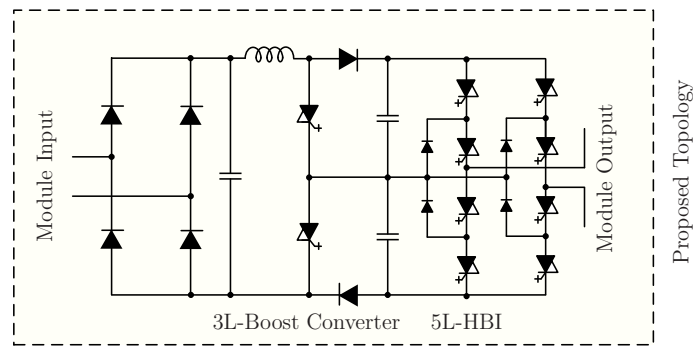 Module Input
3L-Boost Converter
5L-HBI
Module Output
Proposed Topology